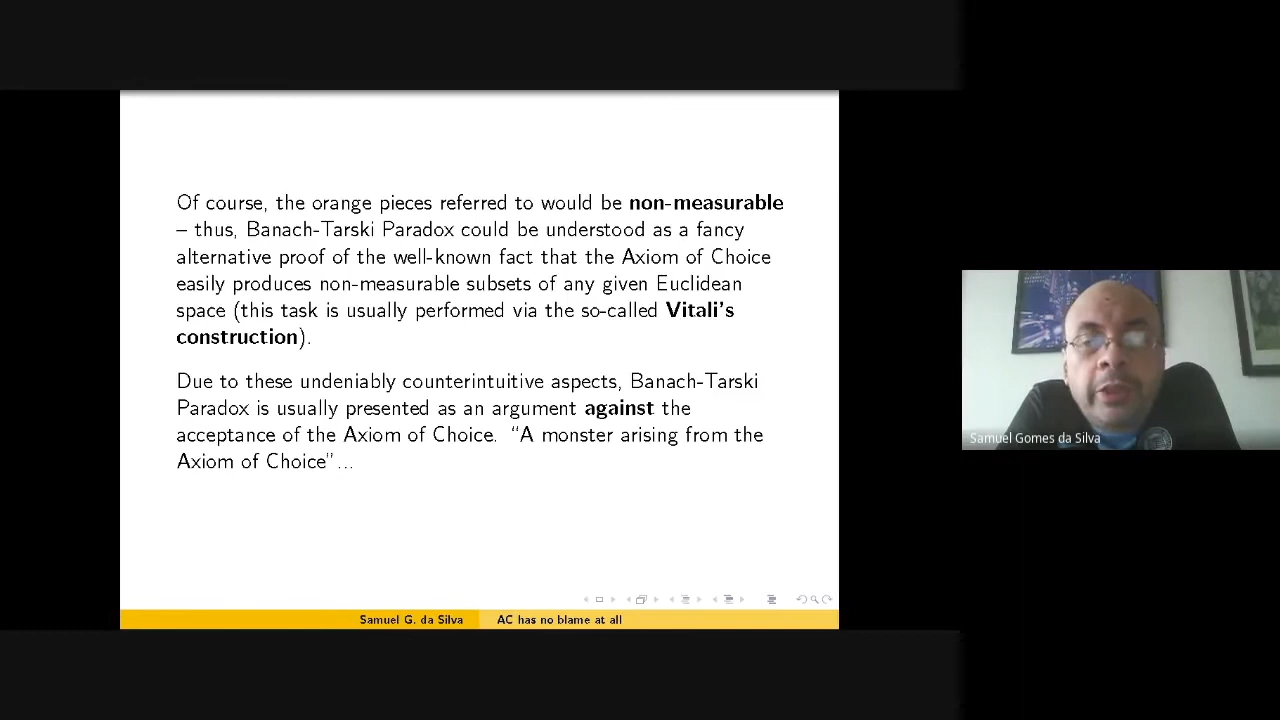 Of course, the orange pieces referred to would be non-measurable
– thus, Banach-Tarski Paradox could be understood as a fancy
alternative proof of the well-known fact that the Axiom of Choice
easily produces non-measurable subsets of any given Euclidean
space (this task is usually performed via the so-called Vitali's
construction).
Due to these undeniably counterintuitive aspects, Banach-Tarski
Paradox is usually presented as an argument against the
acceptance of the Axiom of Choice. “A monster arising from the
Axiom of Choice”...
Samuel G. da Silva AC has no blame at all
Samuel Gomes da Silva